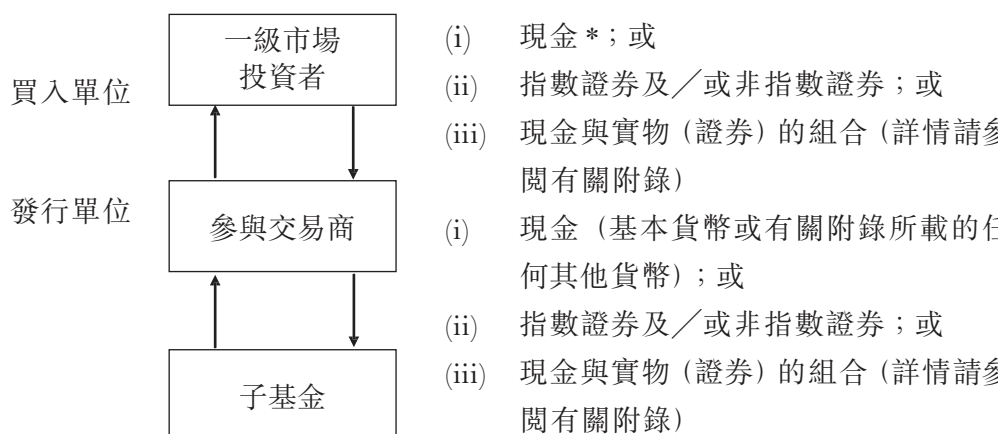 一級市場
投資者
買入單位
(i) 現金*；或
(ii) 指數證券及／或非指數證券；或
(iii) 現金與實物（證券）的組合（詳情請參
閱有關附錄）
發行單位
參與交易商
(i) 現金（基本貨幣或有關附錄所載的任
何其他貨幣）；或
(ii) 指數證券及／或非指數證券；或
(iii) 現金與實物（證券）的組合（詳情請參
閱有關附錄）
子基金